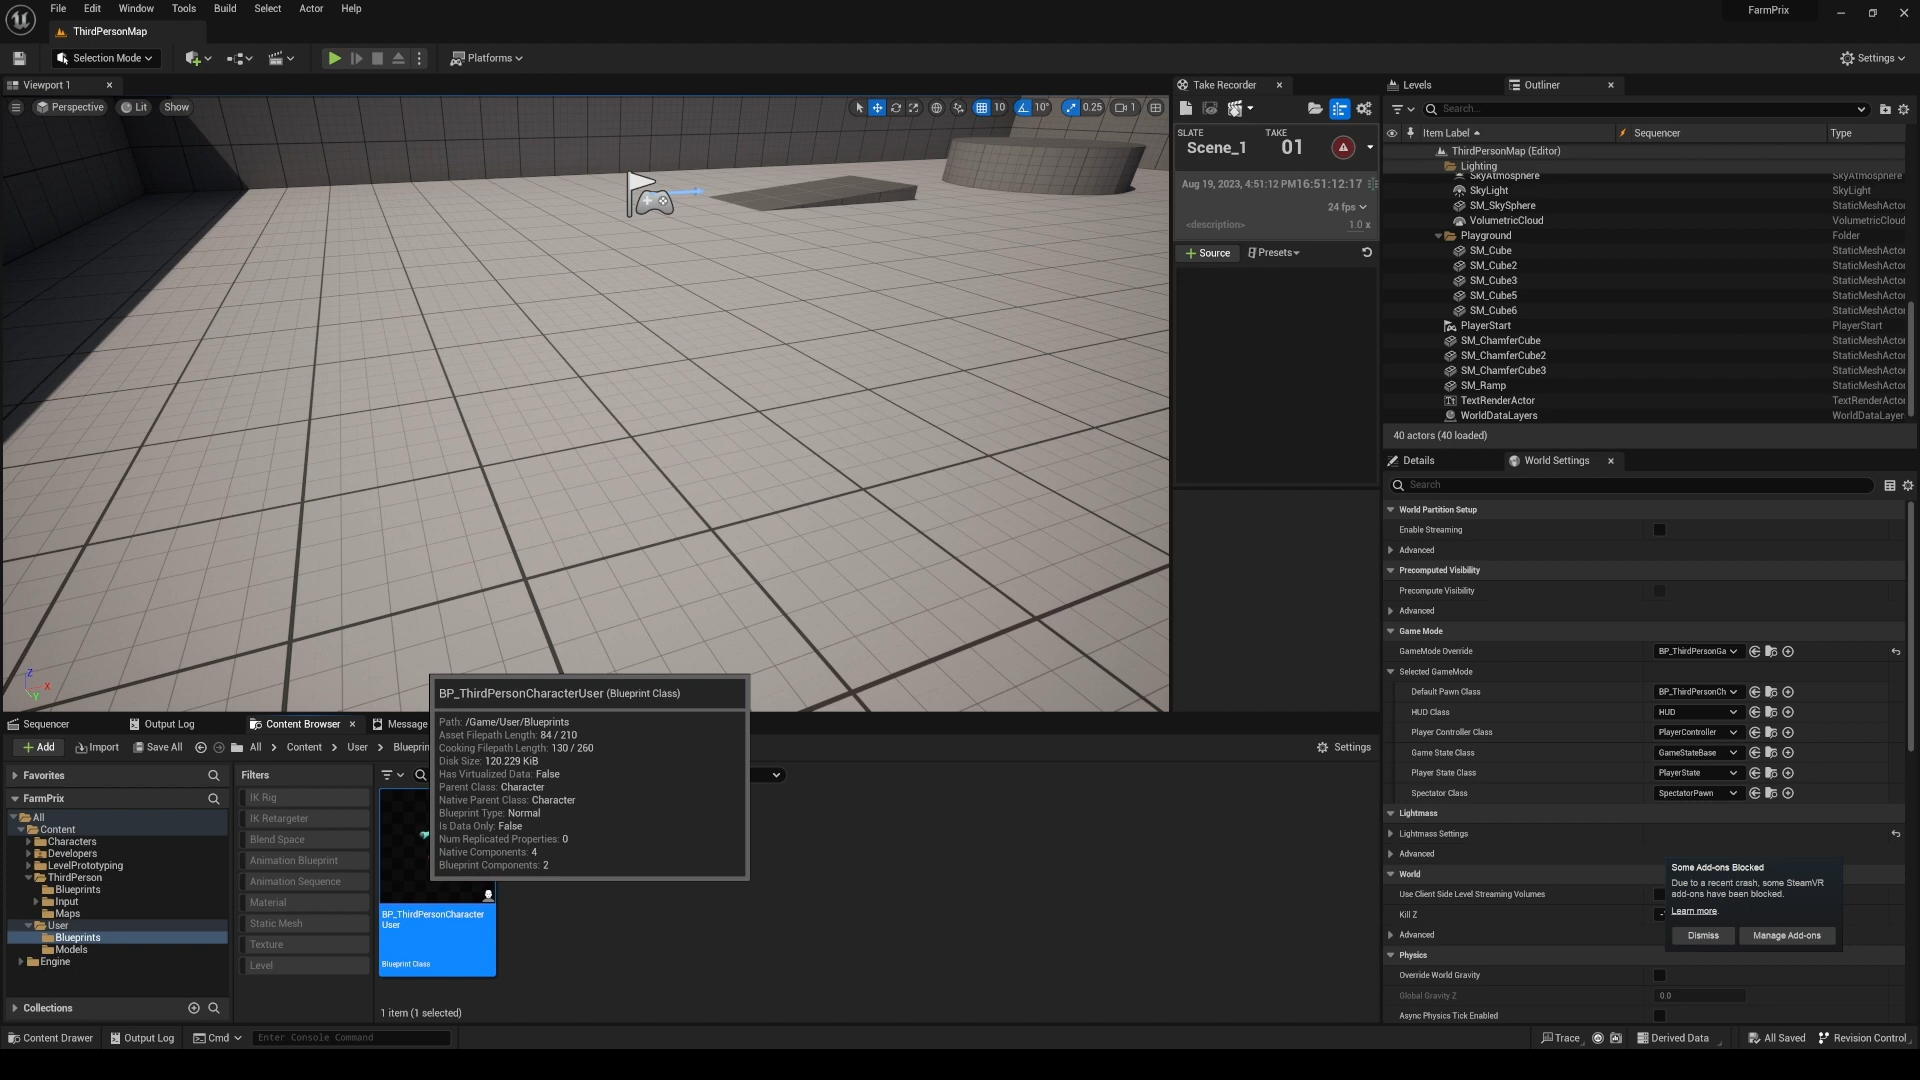 File Edit Window Tools Build Select Actor Help
FarmPrix
ThirdPersonMap
Selection Mode
Platforms
Settings
Viewport 1
Perspective Lit Show
10 10° 0.25 1
Take Recorder
SLATE TAKE
Scene_1 01
Aug 19, 2023, 4:51:12 PM 16:51:12:17
24 fps
<description> 1.0 x
Source Presets
Levels Outliner
Search...
Item Label Sequencer Type
ThirdPersonMap (Editor)
Lighting
SkyAtmosphere SkyAtmosphere
SkyLight SkyLight
SM_SkySphere StaticMeshActo
VolumetricCloud VolumetricCloud
Playground Folder
SM_Cube StaticMeshActo
SM_Cube2 StaticMeshActo
SM_Cube3 StaticMeshActo
SM_Cube5 StaticMeshActo
SM_Cube6 StaticMeshActo
PlayerStart PlayerStart
SM_ChamferCube StaticMeshActo
SM_ChamferCube2 StaticMeshActo
SM_ChamferCube3 StaticMeshActo
SM_Ramp StaticMeshActo
TextRenderActor TextRenderActor
WorldDataLayers WorldDataLayer
40 actors (40 loaded)
Details World Settings
Search
World Partition Setup
Enable Streaming
Advanced
Precomputed Visibility
Precompute Visibility
Advanced
Game Mode
GameMode Override BP_ThirdPersonGa
Selected GameMode
Default Pawn Class BP_ThirdPersonCh
HUD Class HUD
Player Controller Class PlayerController
Game State Class GameStateBase
Player State Class PlayerState
Spectator Class SpectatorPawn
Lightmass
Lightmass Settings
Advanced
World
Use Client Side Level Streaming Volumes
Kill Z
Advanced
Physics
Override World Gravity
Global Gravity Z 0.0
Async Physics Tick Enabled
Some Add-ons Blocked
Due to a recent crash, some SteamVR
add-ons have been blocked.
Learn more.
Dismiss Manage Add-ons
Z
X
Y
BP_ThirdPersonCharacterUser (Blueprint Class)
Path: /Game/User/Blueprints
Asset Filepath Length: 84 / 210
Cooking Filepath Length: 130 / 260
Disk Size: 120.229 KiB
Has Virtualized Data: False
Parent Class: Character
Native Parent Class: Character
Blueprint Type: Normal
Is Data Only: False
Num Replicated Properties: 0
Native Components: 4
Blueprint Components: 2
Sequencer Output Log Content Browser Message
Add Import Save All All > Content > User > Blueprin
Settings
Favorites
FarmPrix
All
Content
Characters
Developers
LevelPrototyping
ThirdPerson
Blueprints
Input
Maps
User
Blueprints
Models
Engine
Collections
Filters
IK Rig
IK Retargeter
Blend Space
Animation Blueprint
Animation Sequence
Material
Static Mesh
Texture
Level
BP_ThirdPersonCharacter
User
Blueprint Class
1 item (1 selected)
Content Drawer Output Log Cmd Enter Console Command
Trace Derived Data All Saved Revision Control